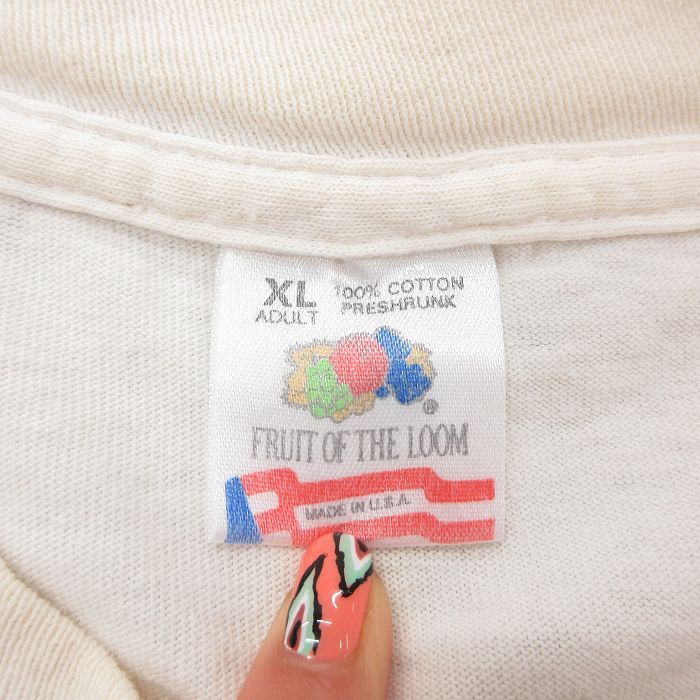 XL 100% COTTON
ADULT PRESHRUNK
®
FRUIT OF THE LOOM
MADE IN U.S.A.